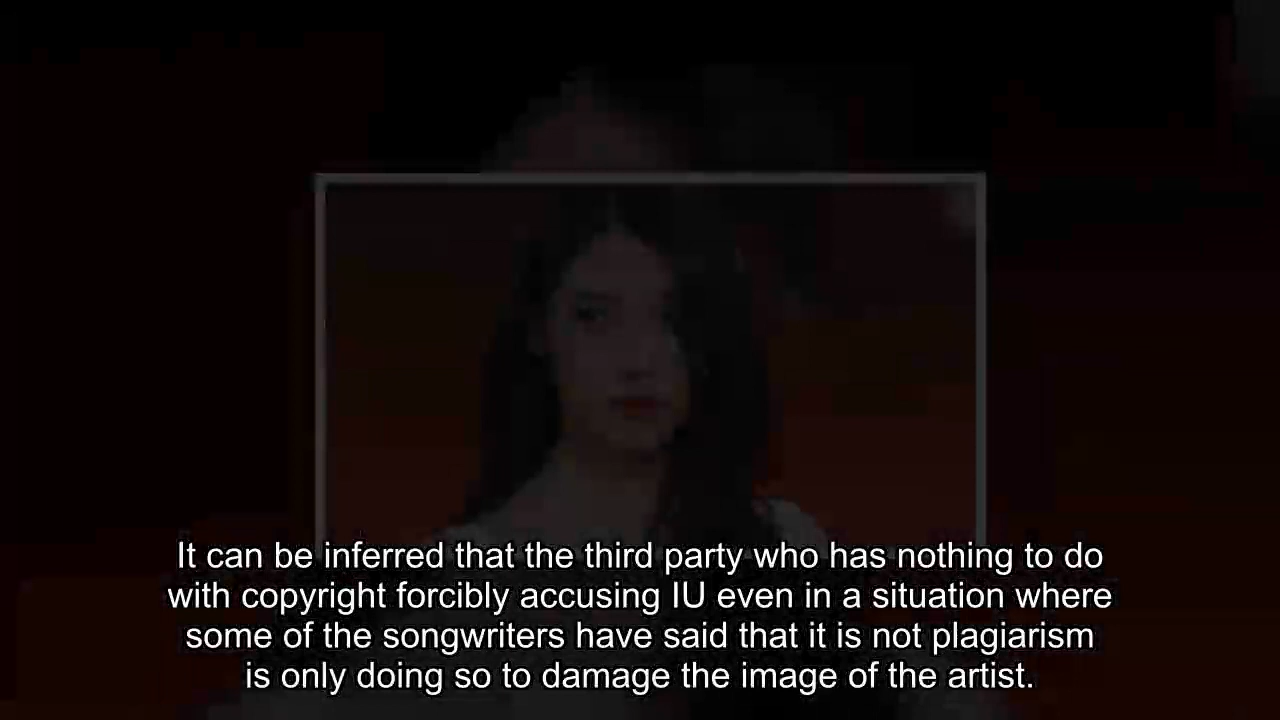 It can be inferred that the third party who has nothing to do
with copyright forcibly accusing IU even in a situation where
some of the songwriters have said that it is not plagiarism
is only doing so to damage the image of the artist.